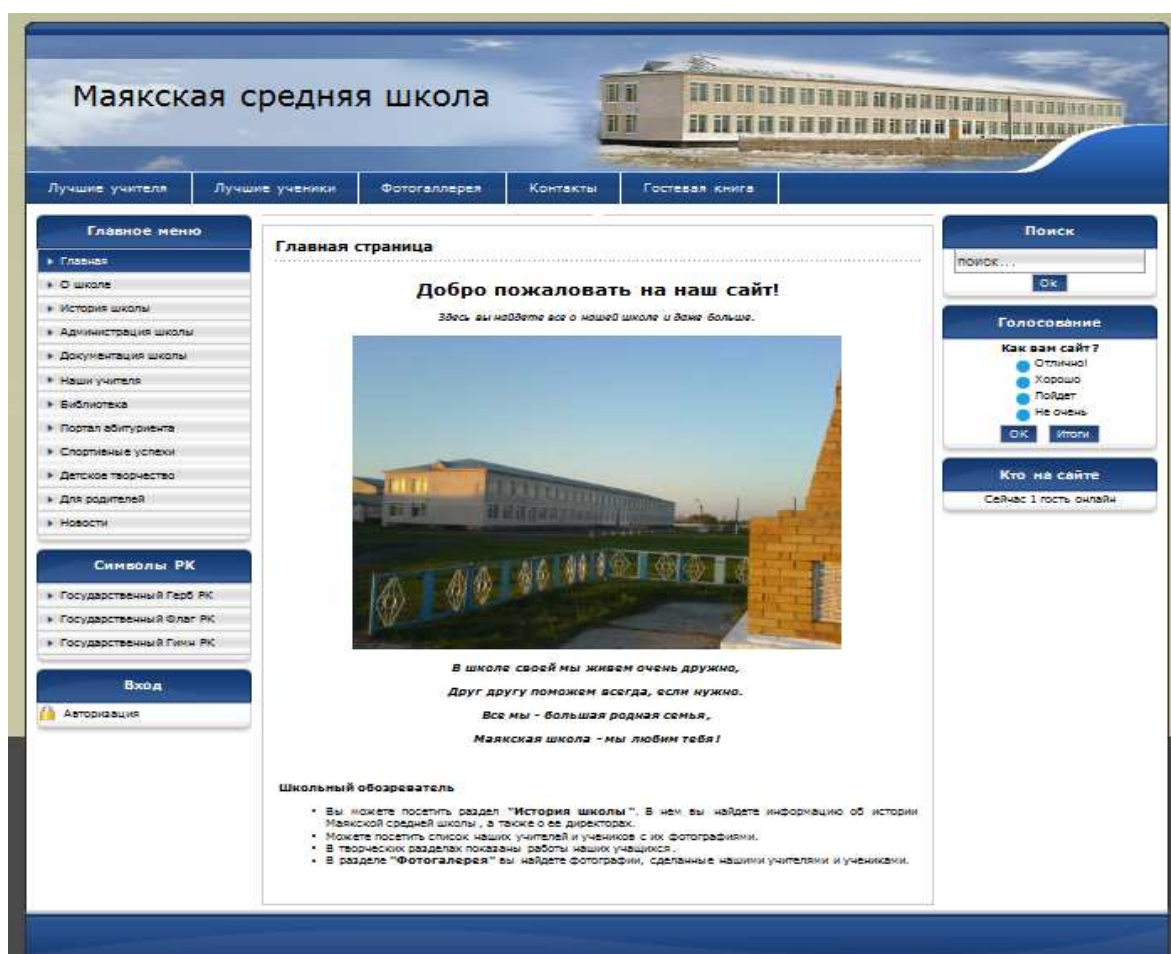 Маякская средняя школа
Лучшие учителя
Лучшие ученики
Фотогаллерея
Контакты
Гостевая книга
Главное меню
Главная
О школе
История школы
Администрация школы
Документация школы
Наши учителя
Библиотека
Портал абитуриента
Спортивные успехи
Детское творчество
Для родителей
Новости
Символы РК
Государственный Герб РК
Государственный Флаг РК
Государственный Гимн РК
Вход
Авторизация
Главная страница
Добро пожаловать на наш сайт!
Здесь вы найдете все о нашей школе и даже больше.
В школе своей мы живем очень дружно,
Друг другу поможем всегда, если нужно.
Все мы - большая родная семья,
Маякская школа - мы любим тебя!
Школьный обозреватель
• Вы можете посетить раздел "История школы". В нем вы найдете информацию об истории
Маякской средней школы, а также о ее директорах.
• Можете посетить список наших учителей и учеников с их фотографиями.
• В творческих разделах показаны работы наших учащихся.
• В разделе "Фотогалерея" вы найдете фотографии, сделанные нашими учителями и учениками.
Поиск
поиск...
Ok
Голосование
Как вам сайт?
Отлично!
Хорошо
Пойдет
Не очень
OK
Итоги
Кто на сайте
Сейчас 1 гость онлайн